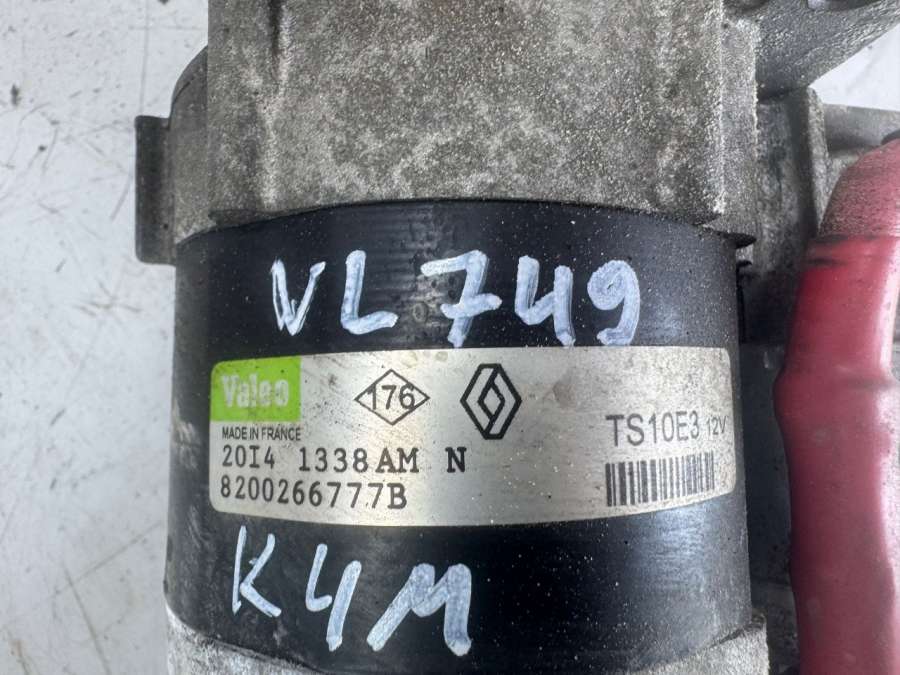 VL749
Valeo
176
MADE IN FRANCE
TS10E3 12V
20I4 1338AM N
8200266777B
K4M